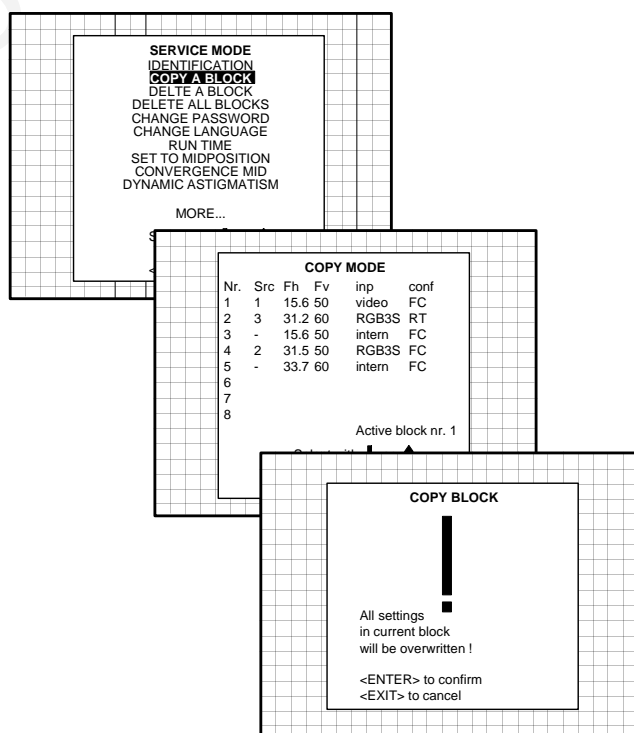 SERVICE MODE
IDENTIFICATION
COPY A BLOCK
DELTE A BLOCK
DELETE ALL BLOCKS
CHANGE PASSWORD
CHANGE LANGUAGE
RUN TIME
SET TO MIDPOSITION
CONVERGENCE MID
DYNAMIC ASTIGMATISM
MORE...
COPY MODE
Nr. Src Fh Fv inp conf
1 1 15.6 50 video FC
2 3 31.2 60 RGB3S RT
3 - 15.6 50 intern FC
4 2 31.5 50 RGB3S FC
5 - 33.7 60 intern FC
6
7
8
Active block nr. 1
COPY BLOCK
!
All settings
in current block
will be overwritten !
<ENTER> to confirm
<EXIT> to cancel